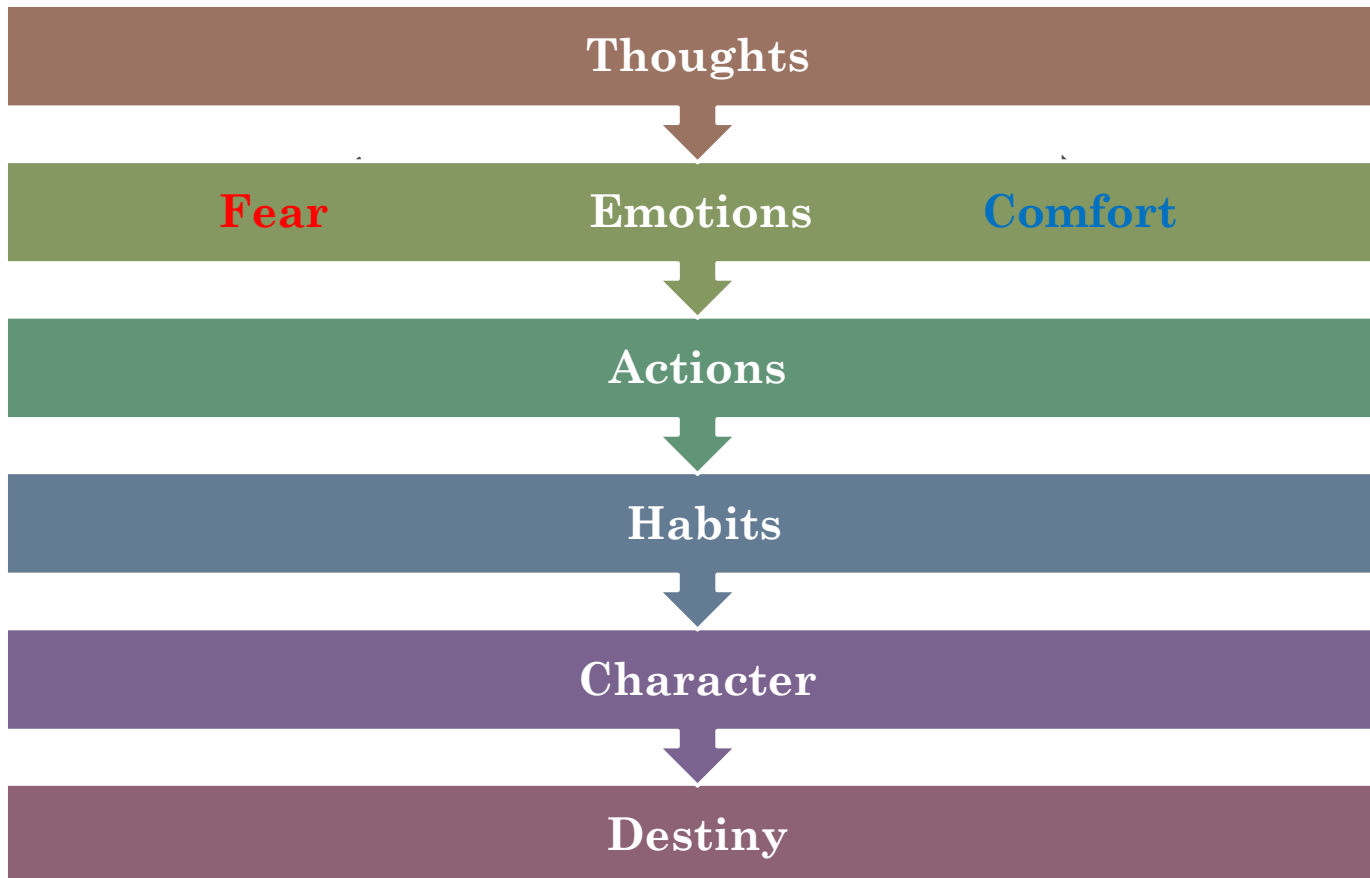 Thoughts
Fear Emotions Comfort
Actions
Habits
Character
Destiny